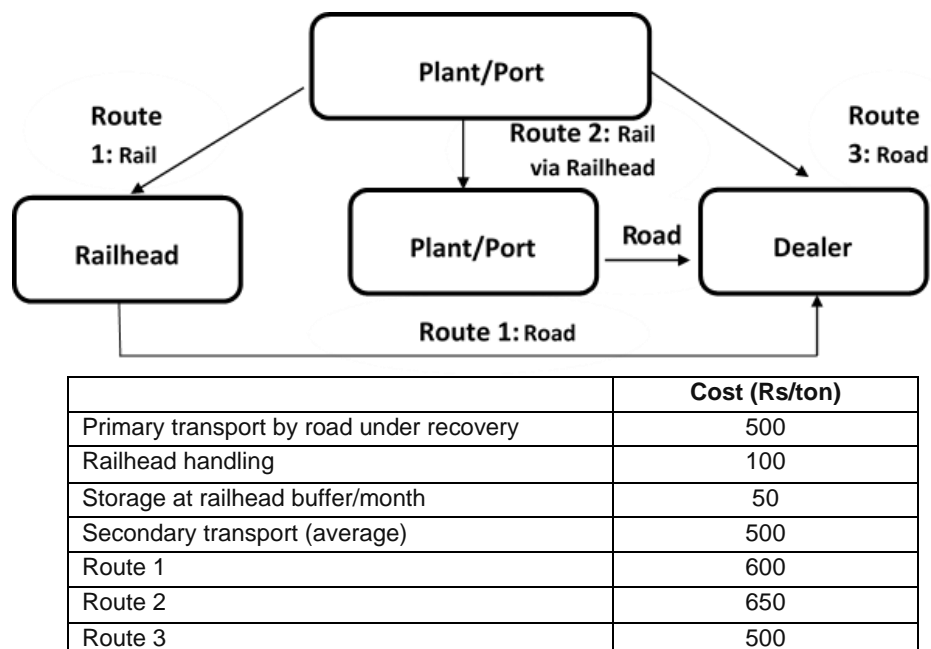 Plant/Port
Route
1: Rail
Route 2: Rail
via Railhead
Route
3: Road
Railhead
Plant/Port
Road
Dealer
Route 1: Road
Cost (Rs/ton)
Primary transport by road under recovery 500
Railhead handling 100
Storage at railhead buffer/month 50
Secondary transport (average) 500
Route 1 600
Route 2 650
Route 3 500